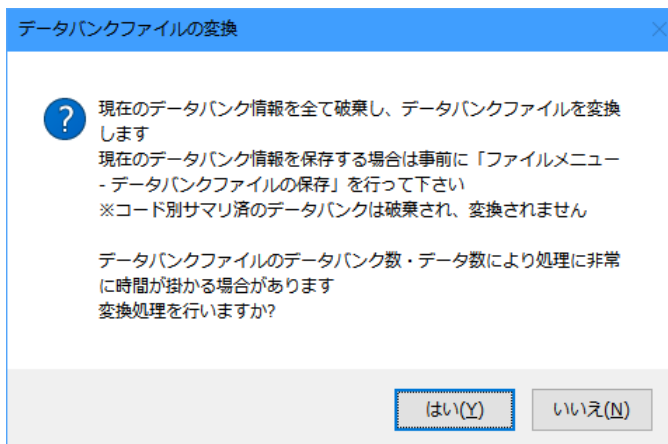 データバンクファイルの変換
現在のデータバンク情報を全て破棄し、データバンクファイルを変換
します
現在のデータバンク情報を保存する場合は事前に「ファイルメニュー
- データバンクファイルの保存」を行って下さい
※コード別サマリ済のデータバンクは破棄され、変換されません
データバンクファイルのデータバンク数・データ数により処理に非常
に時間が掛かる場合があります
変換処理を行いますか?
はい(Y)
いいえ(N)